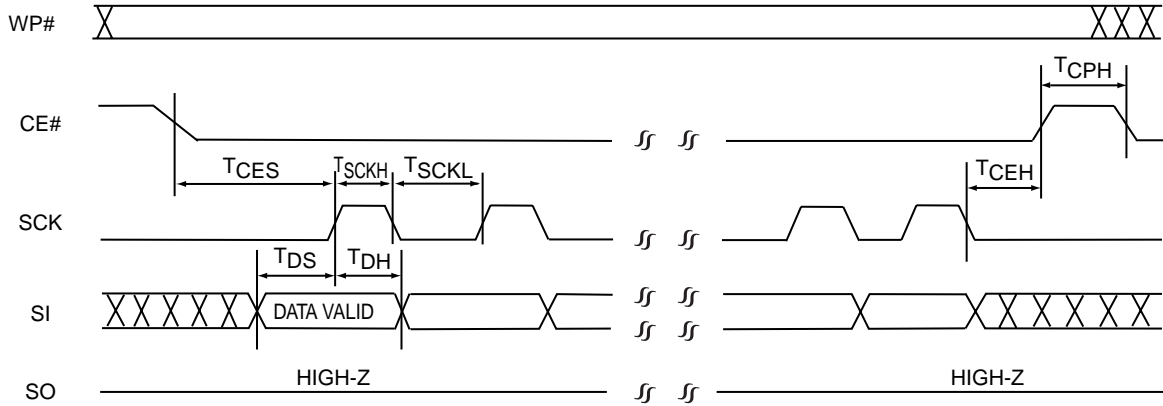 WP#
TCPH
CE#
TCES TSCKH TSCKL TCEH
SCK
TDS TDH
SI DATA VALID
HIGH-Z HIGH-Z
SO